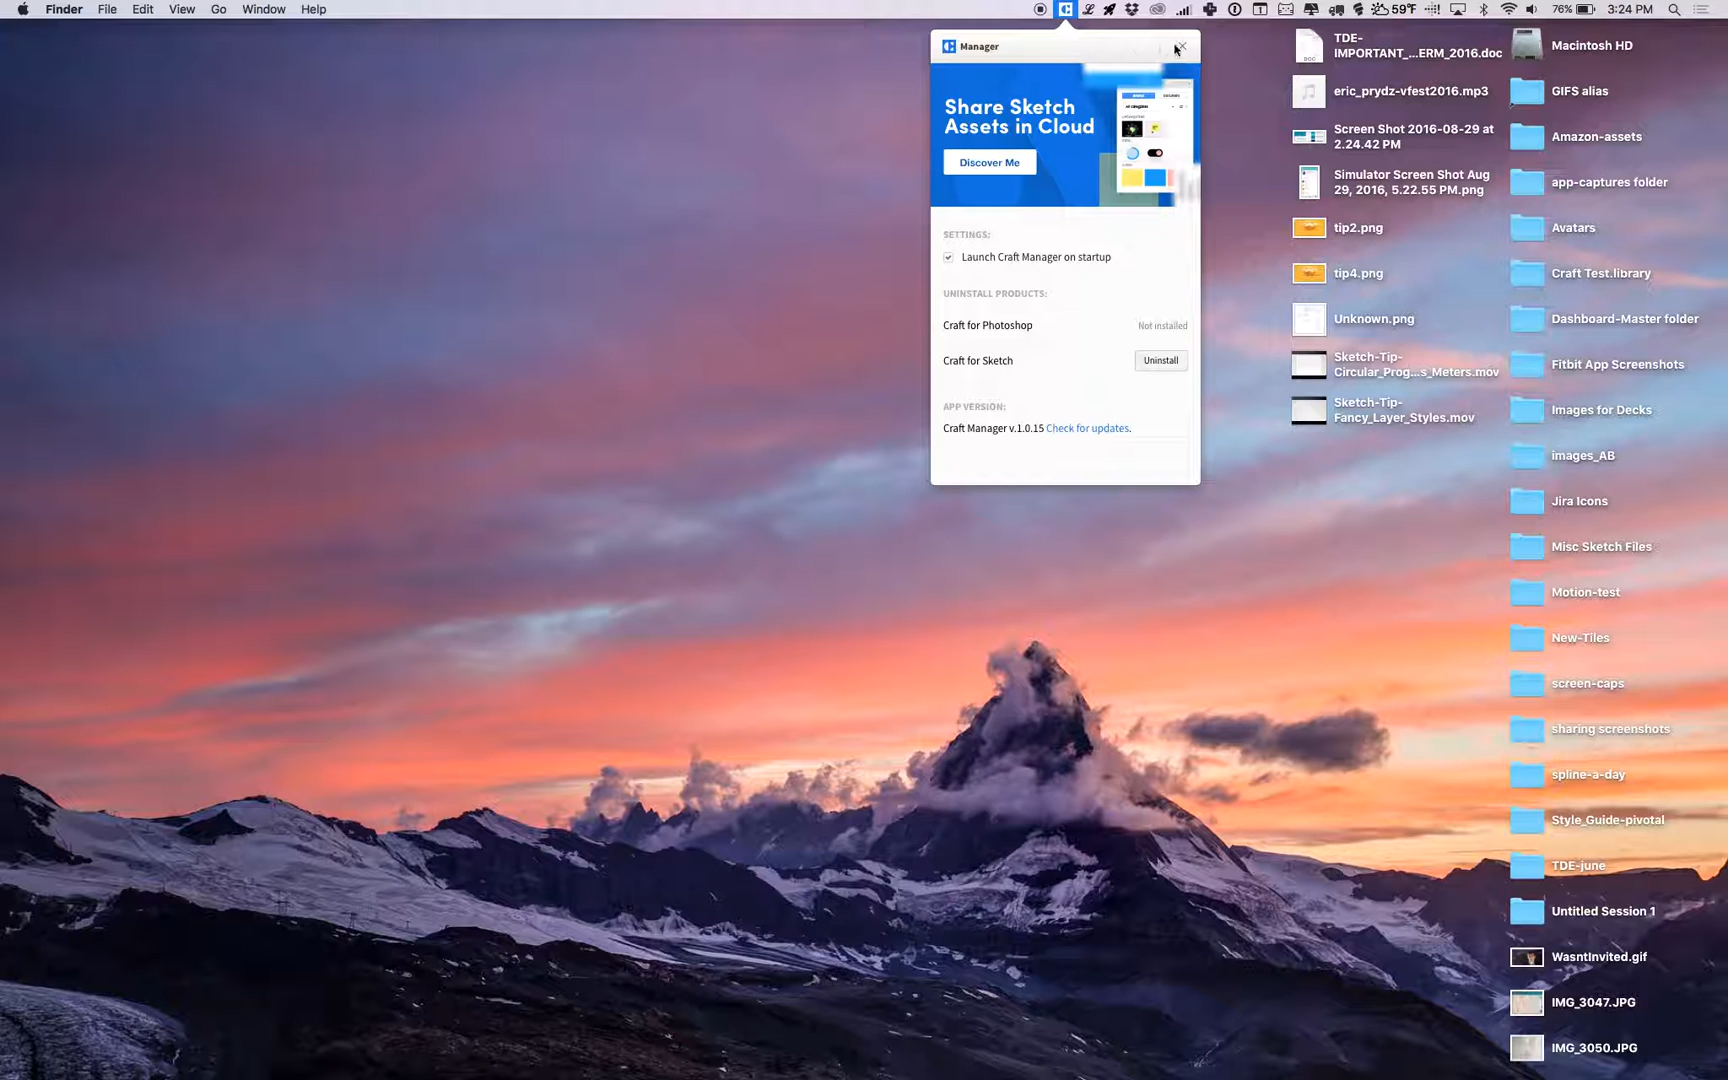 Finder File Edit View Go Window Help
59°F 76% 3:24 PM
Manager
Share Sketch
Assets in Cloud
Discover Me
SETTINGS:
Launch Craft Manager on startup
UNINSTALL PRODUCTS:
Craft for Photoshop Not installed
Craft for Sketch Uninstall
APP VERSION:
Craft Manager v.1.0.15 Check for updates.
TDE-
IMPORTANT_...ERM_2016.doc
DOC
eric_prydz-vfest2016.mp3
Screen Shot 2016-08-29 at
2.24.42 PM
Simulator Screen Shot Aug
29, 2016, 5.22.55 PM.png
tip2.png
tip4.png
Unknown.png
Sketch-Tip-
Circular_Prog...s_Meters.mov
Sketch-Tip-
Fancy_Layer_Styles.mov
Macintosh HD
GIFS alias
Amazon-assets
app-captures folder
Avatars
Craft Test.library
Dashboard-Master folder
Fitbit App Screenshots
Images for Decks
images_AB
Jira Icons
Misc Sketch Files
Motion-test
New-Tiles
screen-caps
sharing screenshots
spline-a-day
Style_Guide-pivotal
TDE-june
Untitled Session 1
WasntInvited.gif
IMG_3047.JPG
IMG_3050.JPG